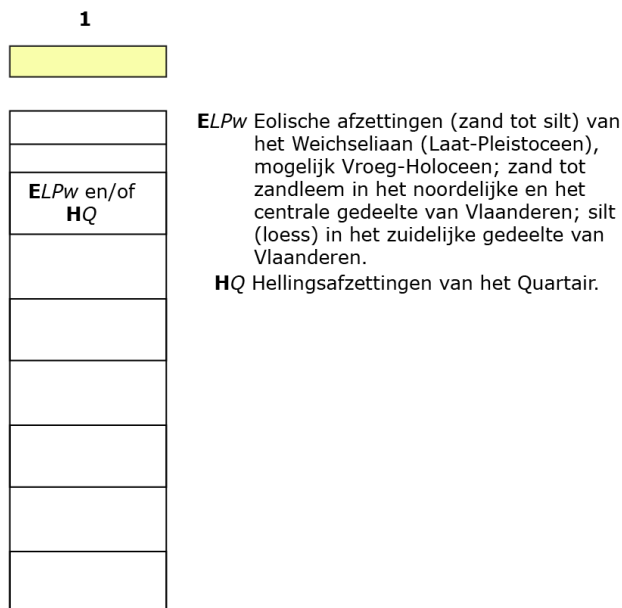 1
ELPw en/of
HQ
ELPw Eolische afzettingen (zand tot silt) van
het Weichseliaan (Laat-Pleistoceen),
mogelijk Vroeg-Holoceen; zand tot
zandleem in het noordelijke en het
centrale gedeelte van Vlaanderen; silt
(loess) in het zuidelijke gedeelte van
Vlaanderen.
HQ Hellingsafzettingen van het Quartair.